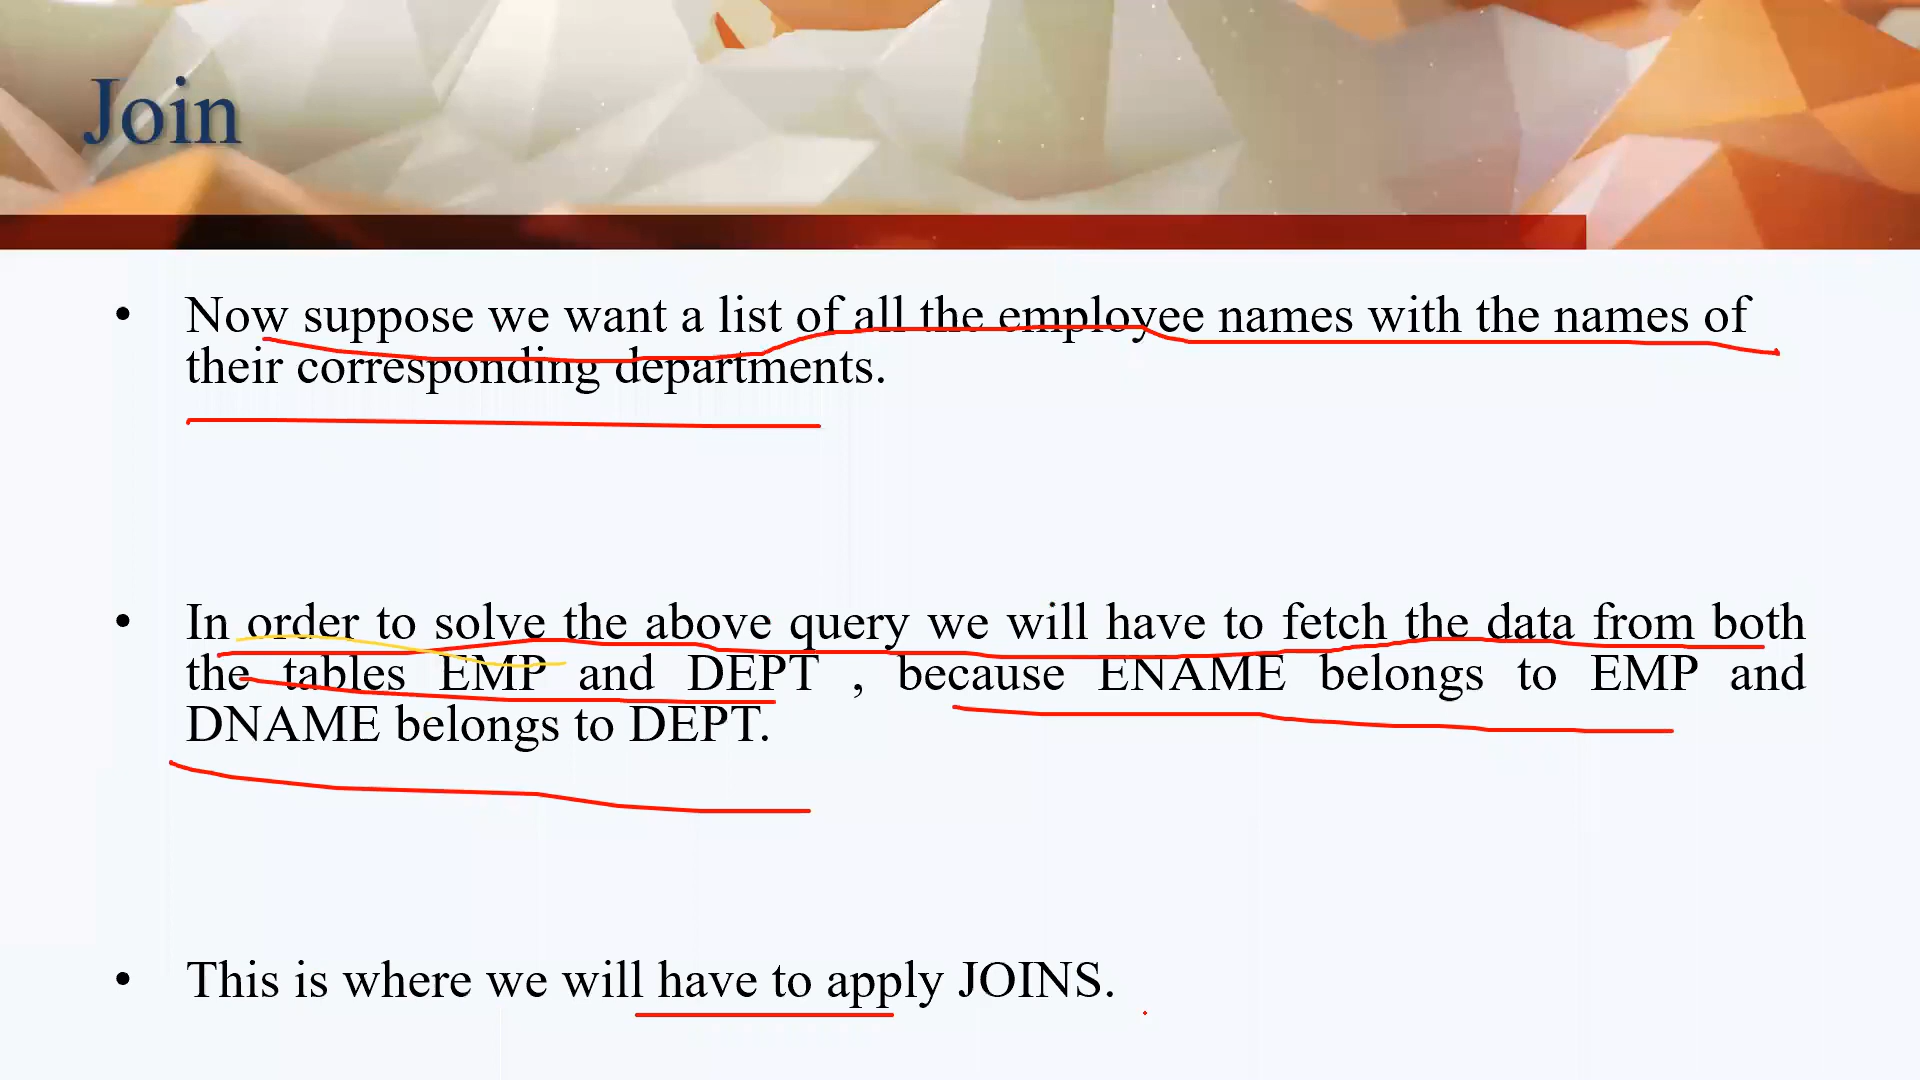 Join
• Now suppose we want a list of all the employee names with the names of
their corresponding departments.
• In order to solve the above query we will have to fetch the data from both
the tables EMP and DEPT , because ENAME belongs to EMP and
DNAME belongs to DEPT.
• This is where we will have to apply JOINS.